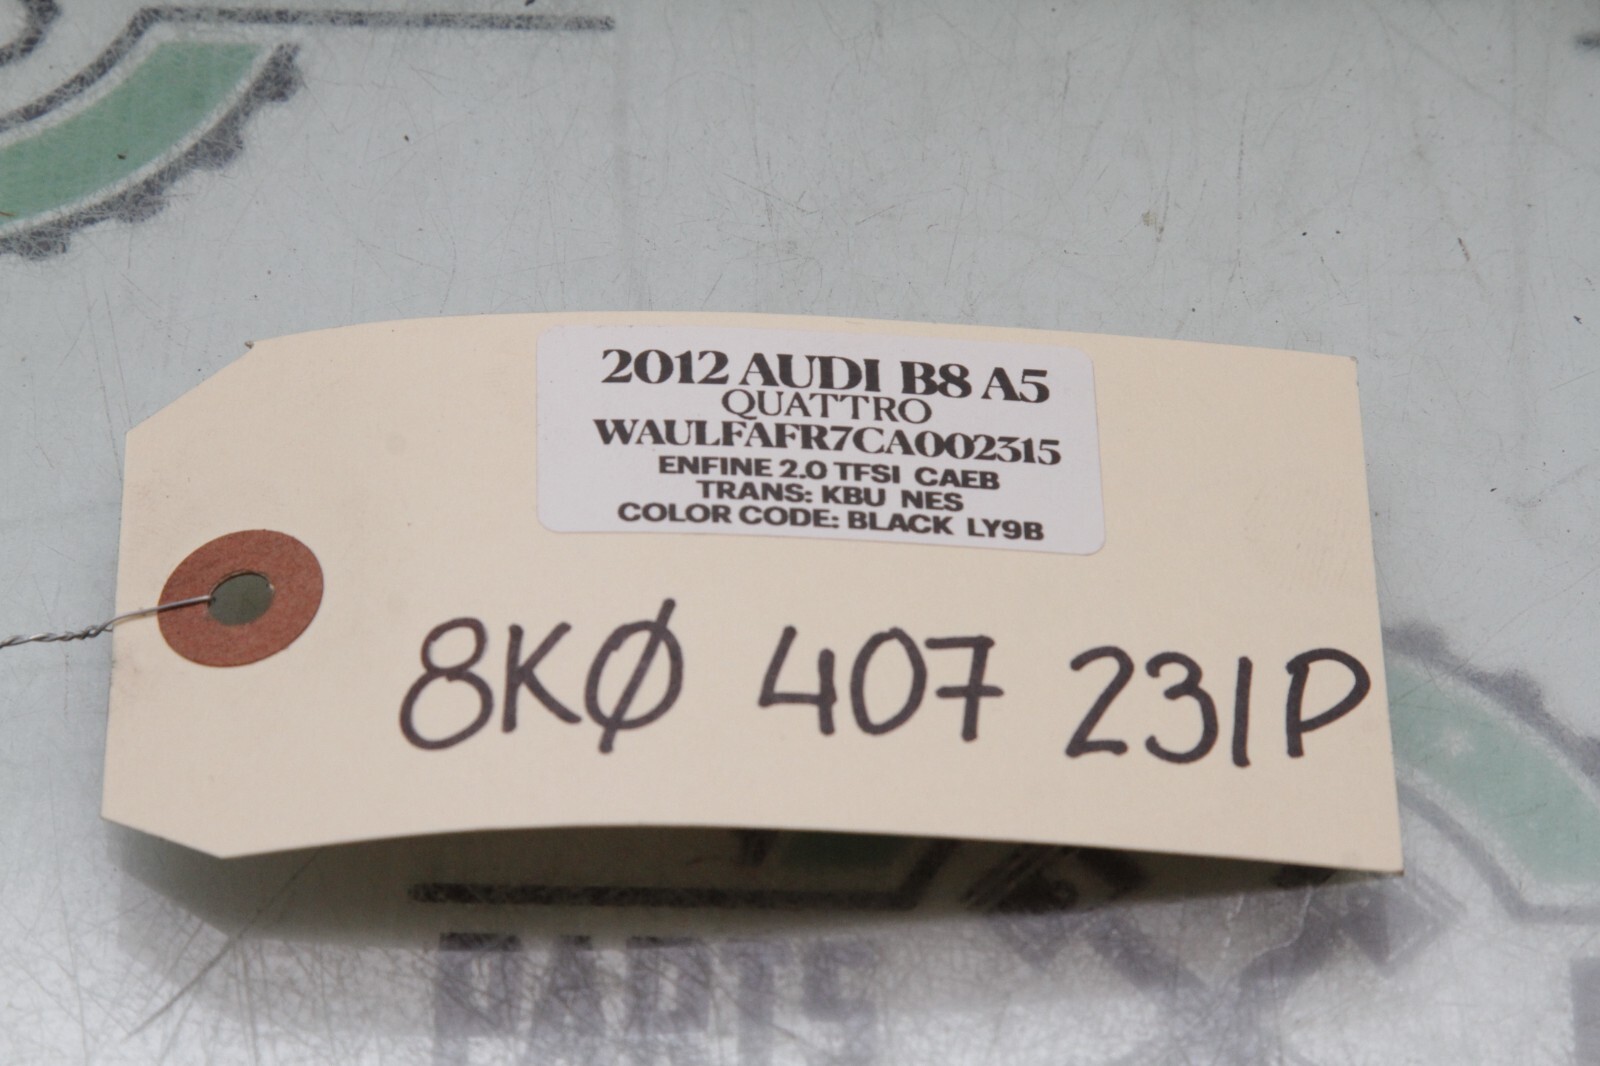 2012 AUDI B8 A5
QUATTRO
WAULFAFR7CA002315
ENFINE 2.0 TFSI CAEB
TRANS: KBU NES
COLOR CODE: BLACK LY9B
8KØ 407 231P
PARTS